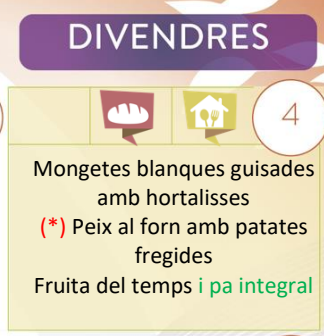 DIVENDRES
4
Mongetes blanques guisades
amb hortalisses
(*) Peix al forn amb patates
fregides
Fruita del temps i pa integral